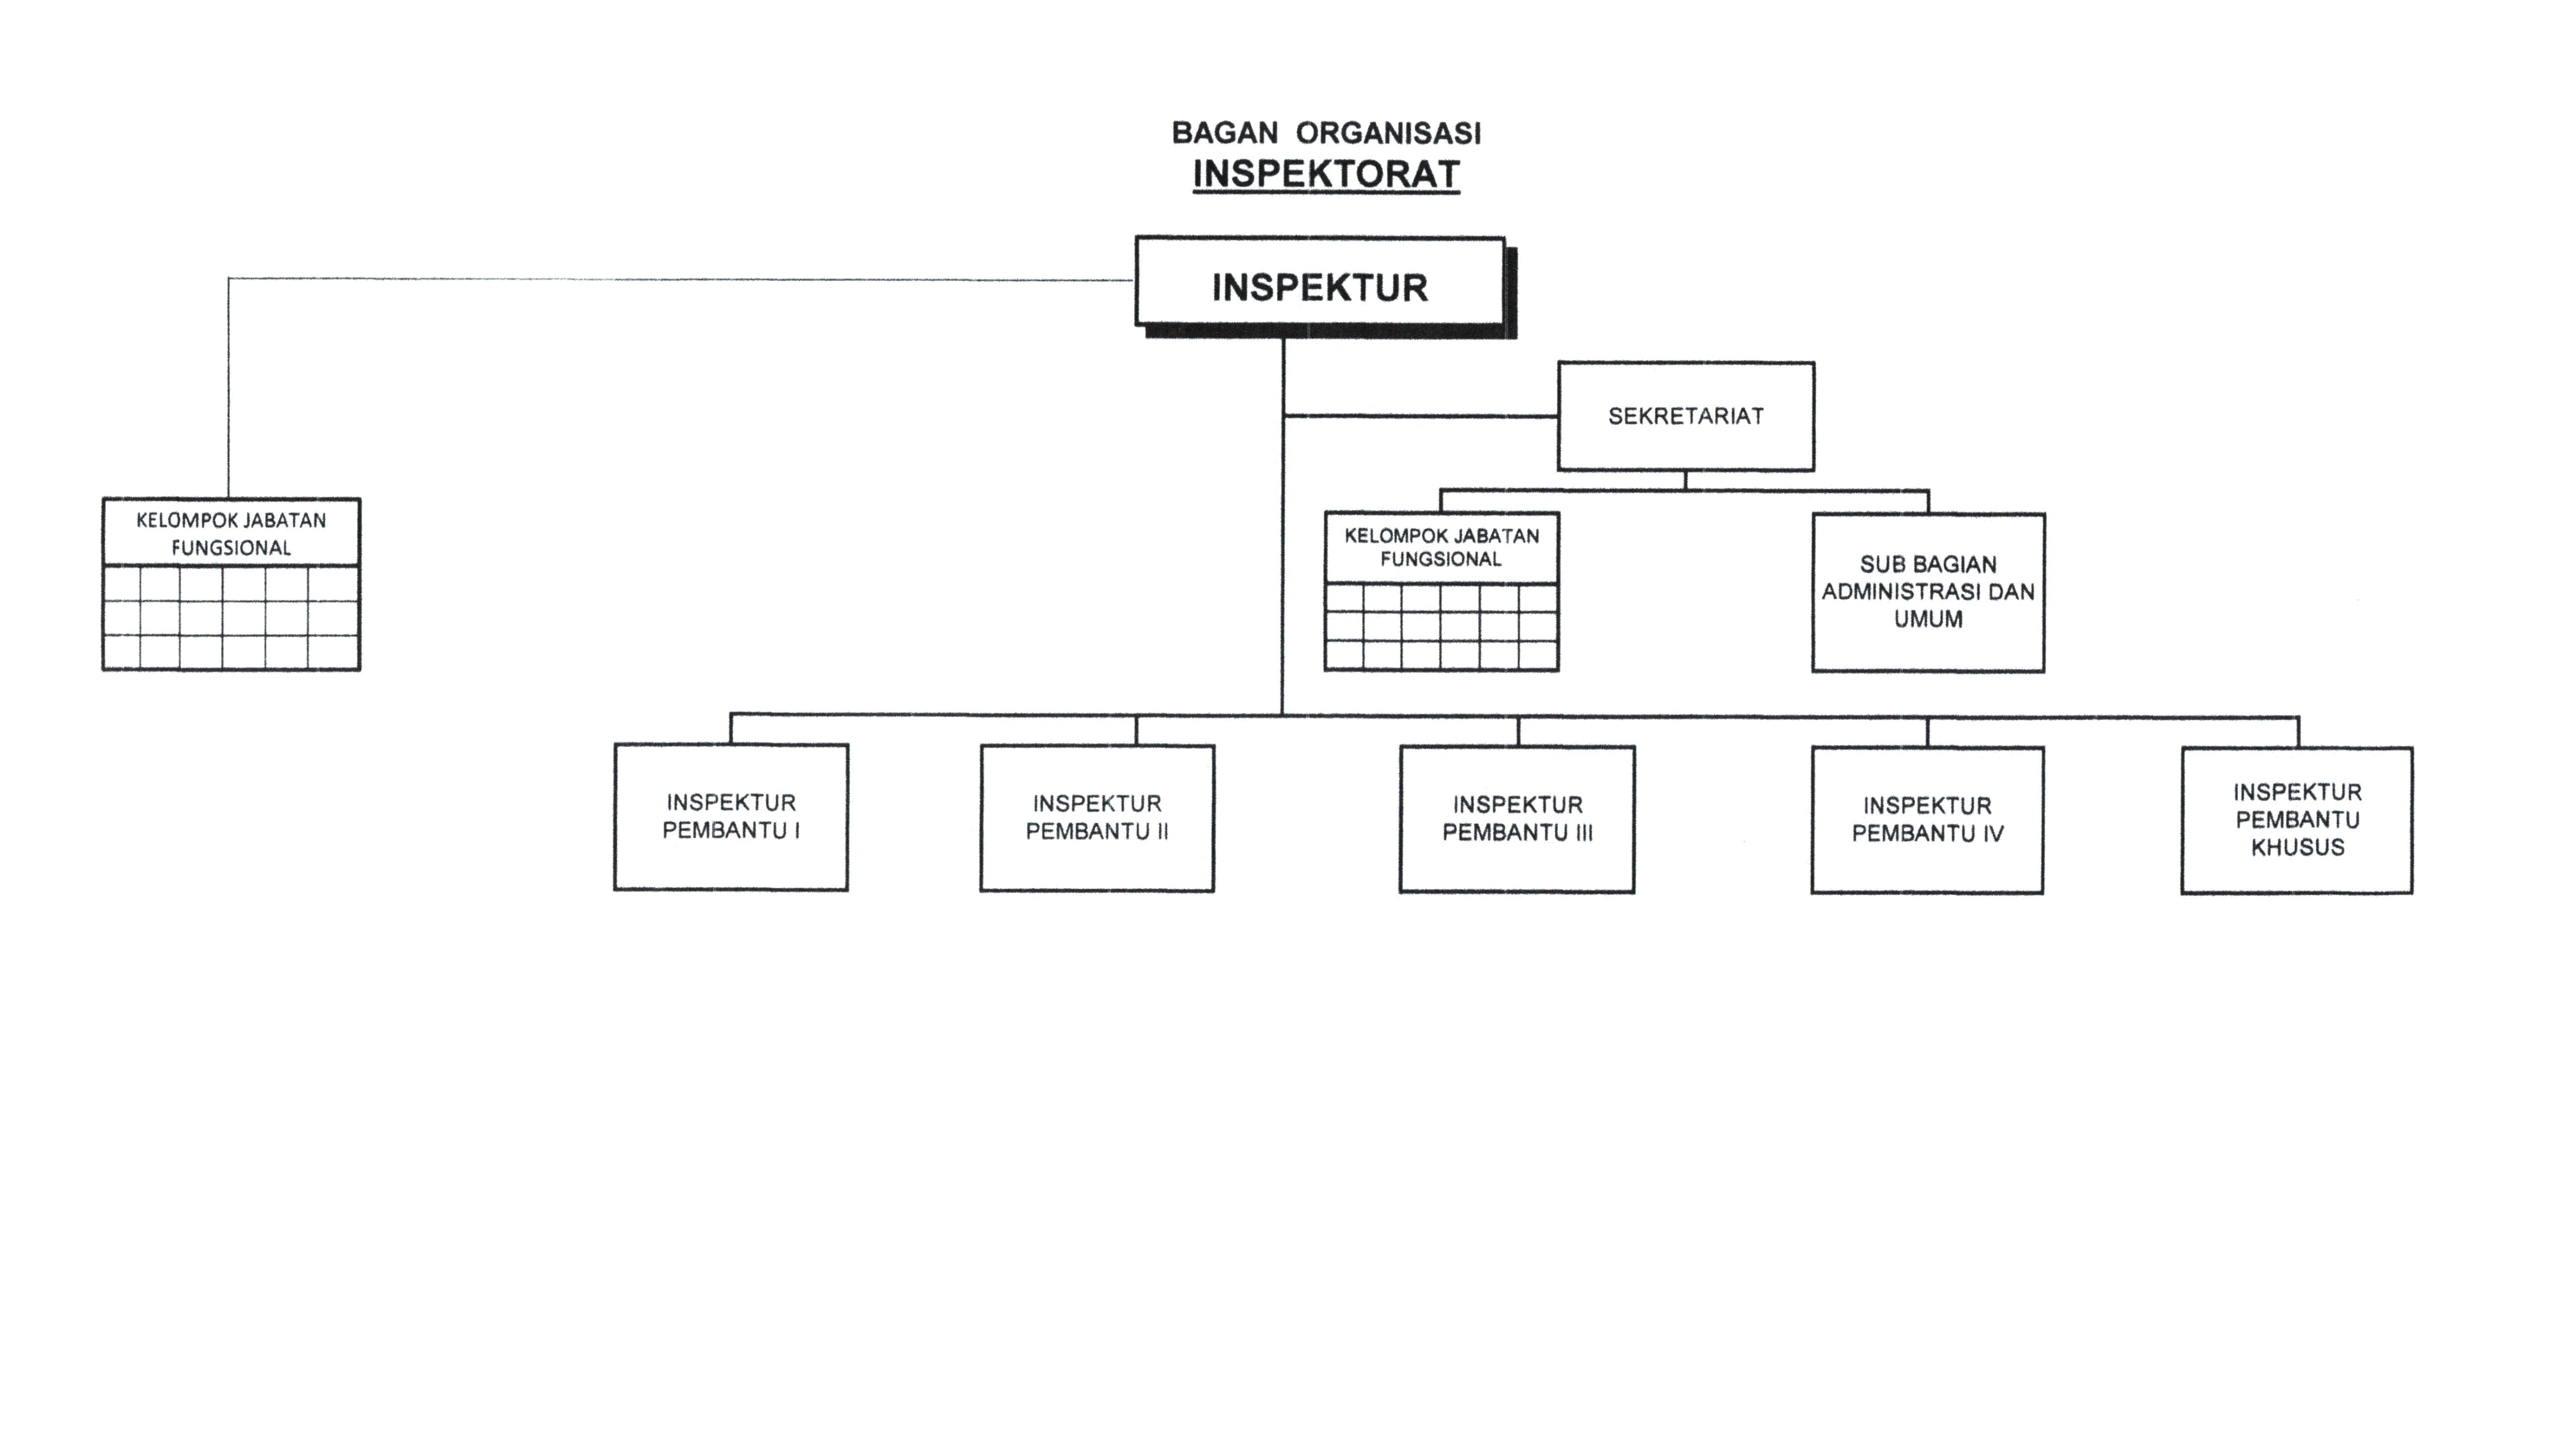 BAGAN ORGANISASI
INSPEKTORAT
INSPEKTUR
SEKRETARIAT
KELOMPOK JABATAN
FUNGSIONAL
KELOMPOK JABATAN
FUNGSIONAL
SUB BAGIAN
ADMINISTRASI DAN
UMUM
INSPEKTUR
PEMBANTU I
INSPEKTUR
PEMBANTU II
INSPEKTUR
PEMBANTU III
INSPEKTUR
PEMBANTU IV
INSPEKTUR
PEMBANTU
KHUSUS